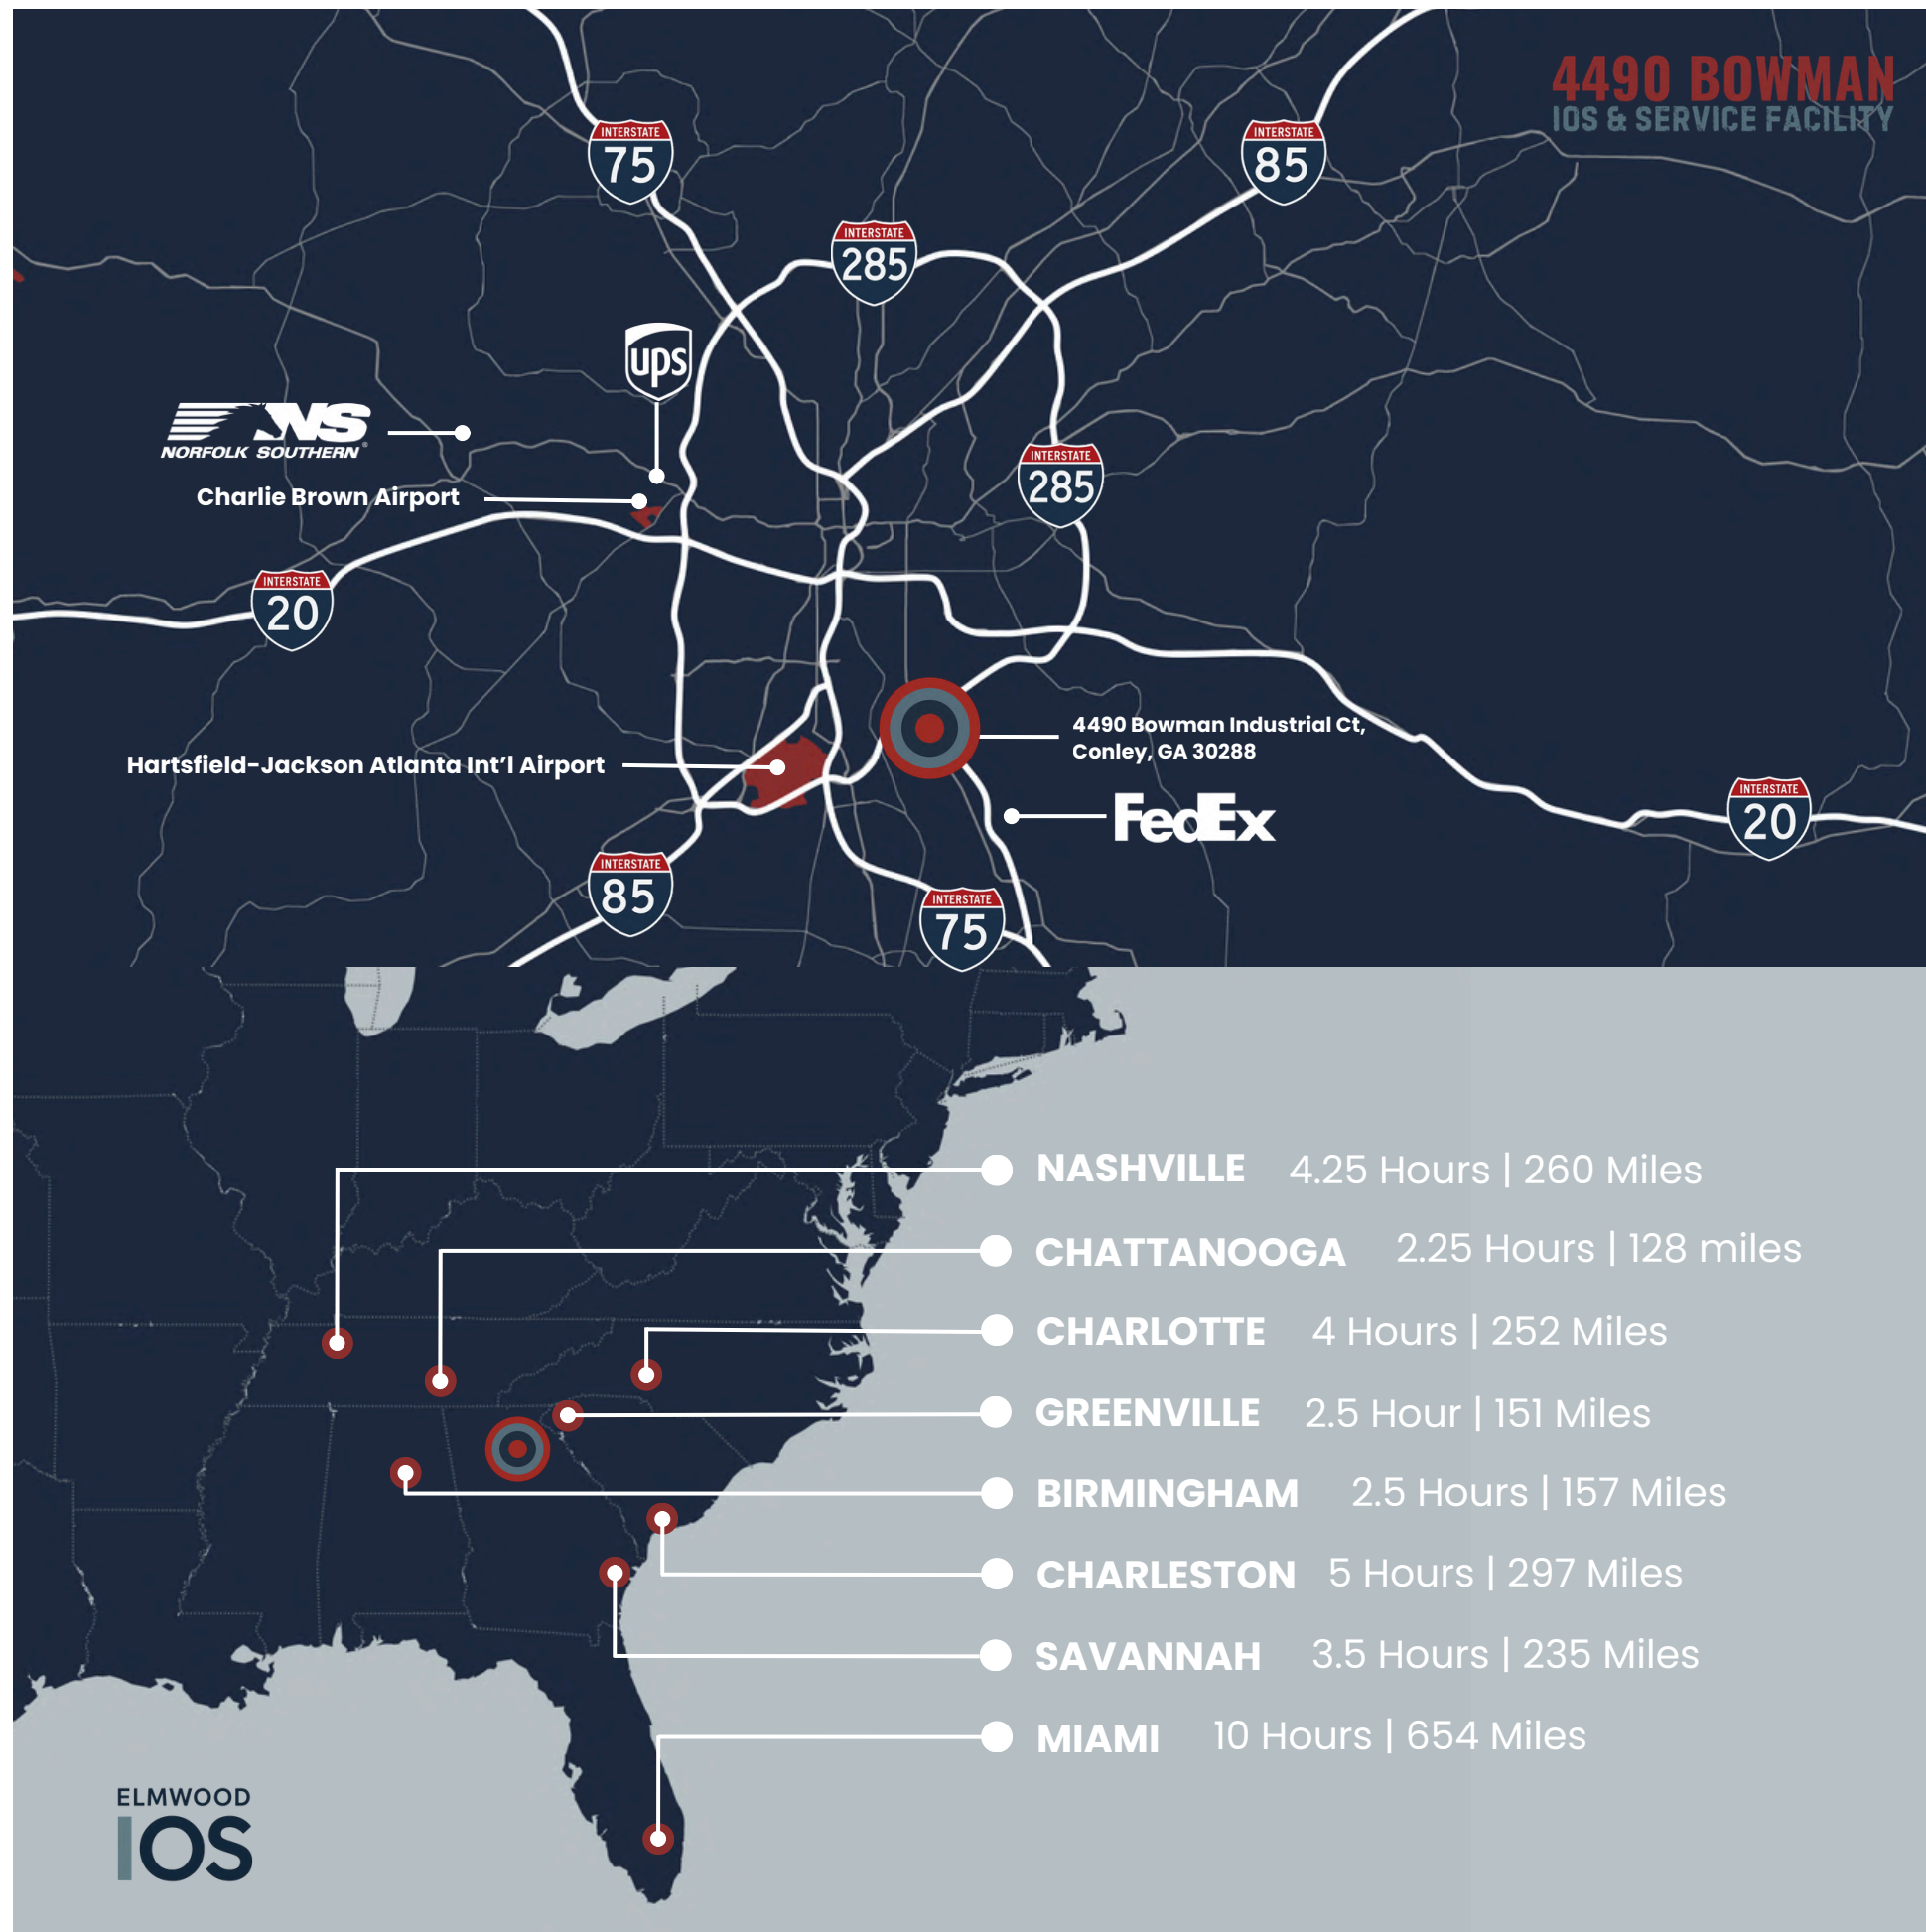 4490 BOWMAN
IOS & SERVICE FACILITY
INTERSTATE
75
INTERSTATE
85
INTERSTATE
285
ups
NS
NORFOLK SOUTHERN®
Charlie Brown Airport
INTERSTATE
285
INTERSTATE
20
4490 Bowman Industrial Ct,
Conley, GA 30288
Hartsfield-Jackson Atlanta Int'l Airport
FedEx
INTERSTATE
20
INTERSTATE
85
INTERSTATE
75
NASHVILLE 4.25 Hours | 260 Miles
CHATTANOOGA 2.25 Hours | 128 miles
CHARLOTTE 4 Hours | 252 Miles
GREENVILLE 2.5 Hour | 151 Miles
BIRMINGHAM 2.5 Hours | 157 Miles
CHARLESTON 5 Hours | 297 Miles
SAVANNAH 3.5 Hours | 235 Miles
MIAMI 10 Hours | 654 Miles
ELMWOOD
IOS